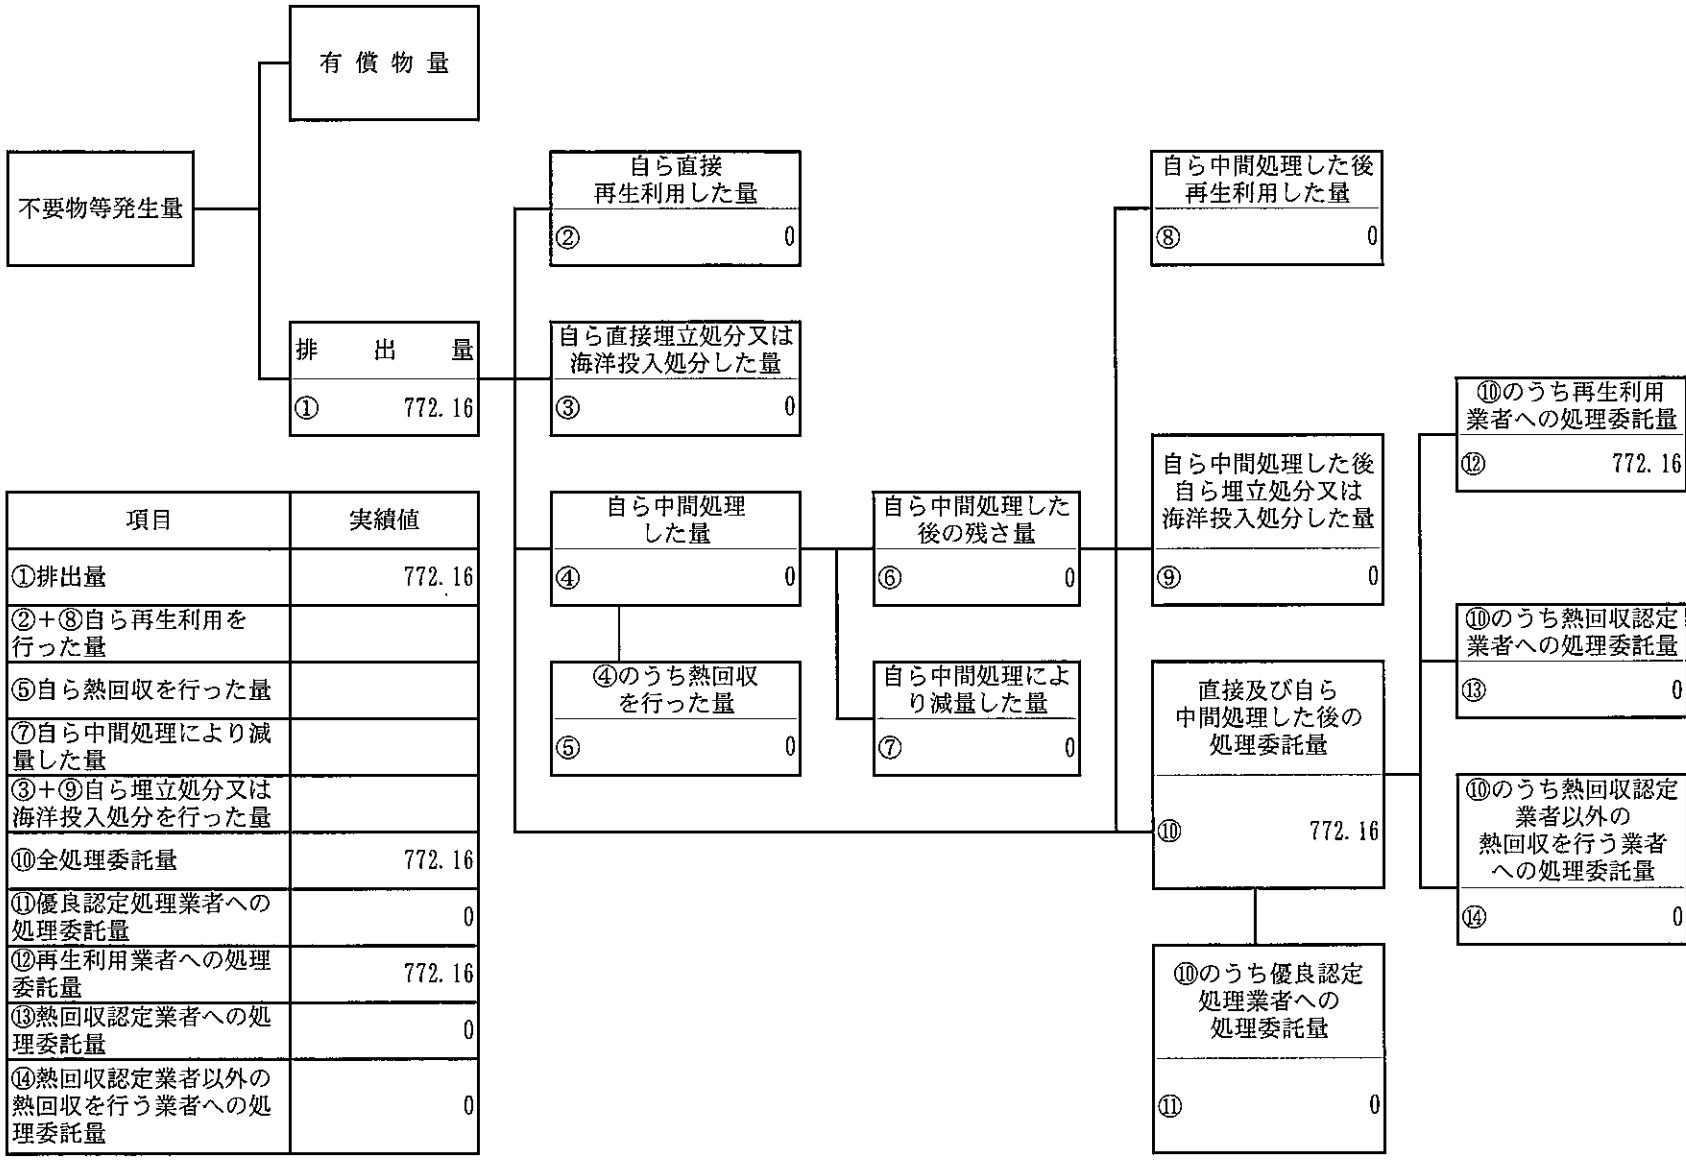 有償物量
不要物等発生量
自ら直接
再生利用した量
② 0
自ら中間処理した後
再生利用した量
⑧ 0
排出量
① 772.16
自ら直接埋立処分又は
海洋投入処分した量
③ 0
⑩のうち再生利用
業者への処理委託量
⑫ 772.16
自ら中間処理した後
自ら埋立処分又は
海洋投入処分した量
⑨ 0
自ら中間処理
した量
④ 0
自ら中間処理した
後の残さ量
⑥ 0
⑩のうち熱回収認定
業者への処理委託量
⑬ 0
④のうち熱回収
を行った量
⑤ 0
自ら中間処理によ
り減量した量
⑦ 0
直接及び自ら
中間処理した後の
処理委託量
⑩ 772.16
⑩のうち熱回収認定
業者以外の
熱回収を行う業者
への処理委託量
⑭ 0
⑩のうち優良認定
処理業者への
処理委託量
⑪ 0
項目 実績値
①排出量 772.16
②+⑧自ら再生利用を
行った量
⑤自ら熱回収を行った量
⑦自ら中間処理により減
量した量
③+⑨自ら埋立処分又は
海洋投入処分を行った量
⑩全処理委託量 772.16
⑪優良認定処理業者への
処理委託量 0
⑫再生利用業者への処理
委託量 772.16
⑬熱回収認定業者への処
理委託量 0
⑭熱回収認定業者以外の
熱回収を行う業者への処
理委託量 0